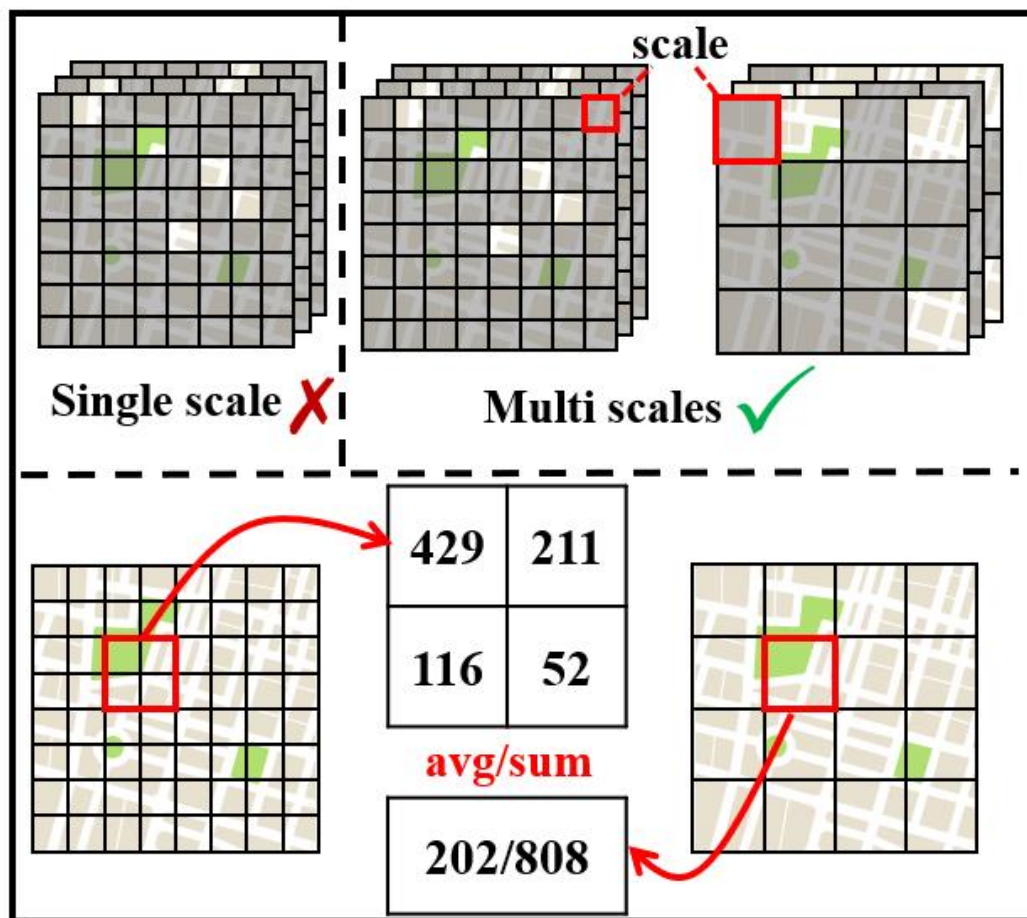 scale
Single scale ✗
Multi scales ✓
429 211
116 52
avg/sum
202/808